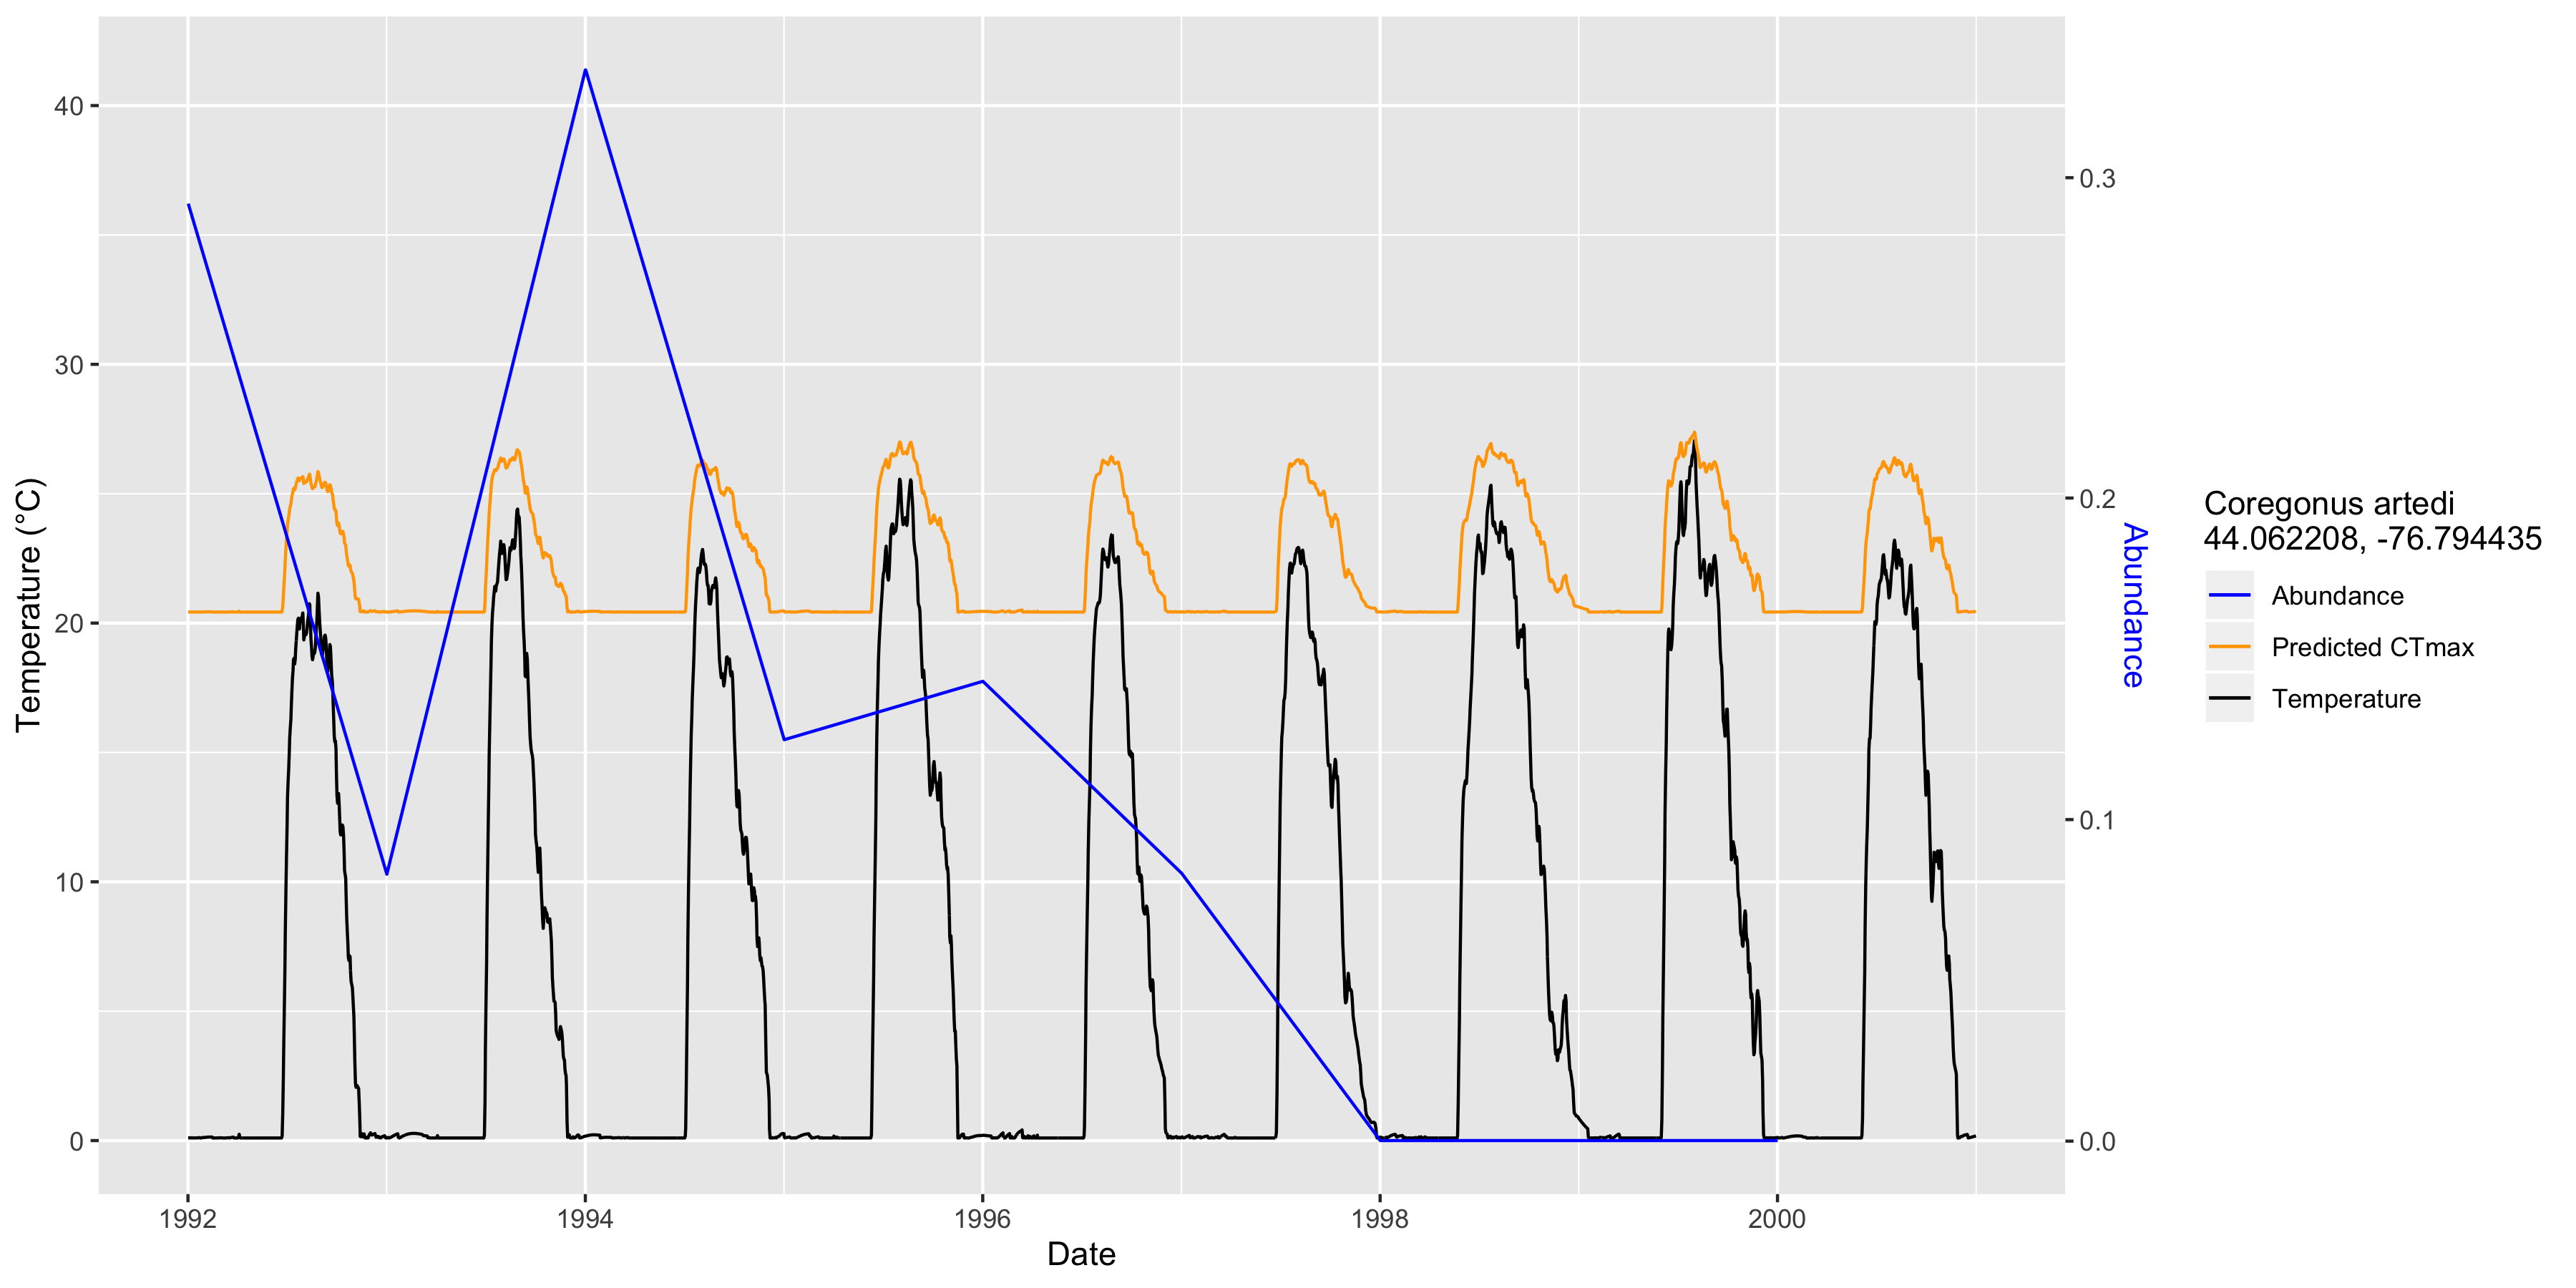 40
30
20
10
0
Temperature (°C)
1992
1994
1996
1998
2000
Date
0.3
0.2
0.1
0.0
Abundance
Coregonus artedi
44.062208, -76.794435
Abundance
Predicted CTmax
Temperature